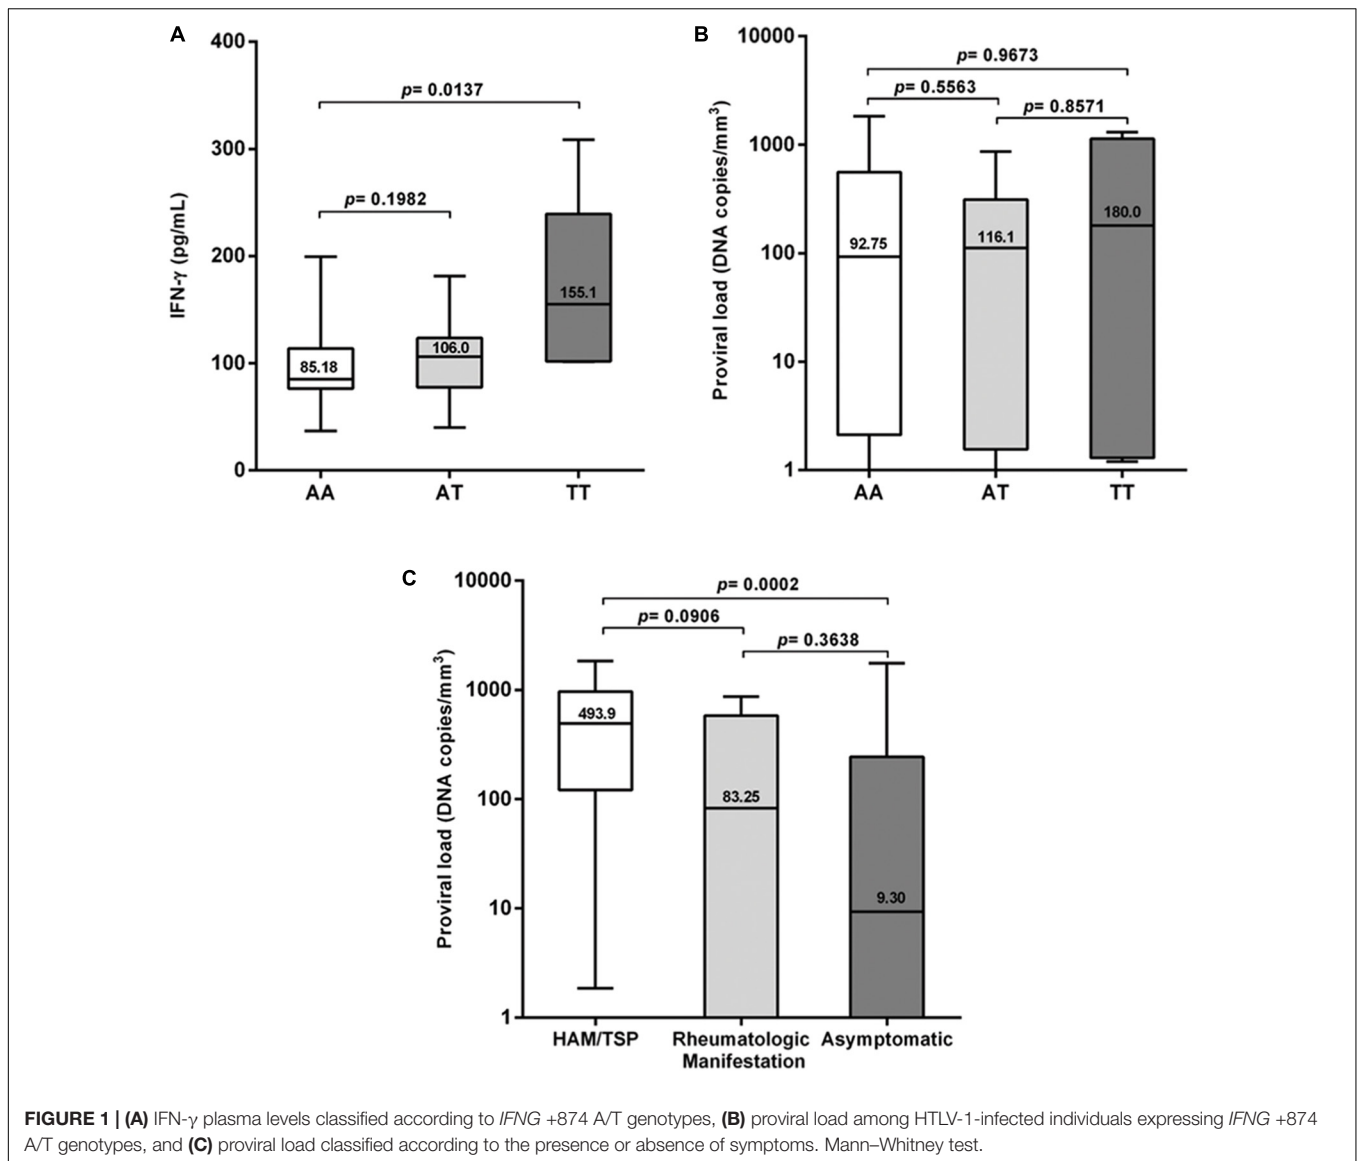 A
400
300
200
100
0
IFN-γ (pg/mL)
p= 0.0137
p= 0.1982
85.18
106.0
155.1
AA AT TT
B
10000
1000
100
10
1
Proviral load (DNA copies/mm³)
p= 0.9673
p= 0.5563
p= 0.8571
92.75
116.1
180.0
AA AT TT
C
10000
1000
100
10
1
Proviral load (DNA copies/mm³)
p= 0.0002
p= 0.0906
p= 0.3638
493.9
83.25
9.30
HAM/TSP Rheumatologic Asymptomatic
Manifestation
FIGURE 1 | (A) IFN-γ plasma levels classified according to IFNG +874 A/T genotypes, (B) proviral load among HTLV-1-infected individuals expressing IFNG +874
A/T genotypes, and (C) proviral load classified according to the presence or absence of symptoms. Mann–Whitney test.